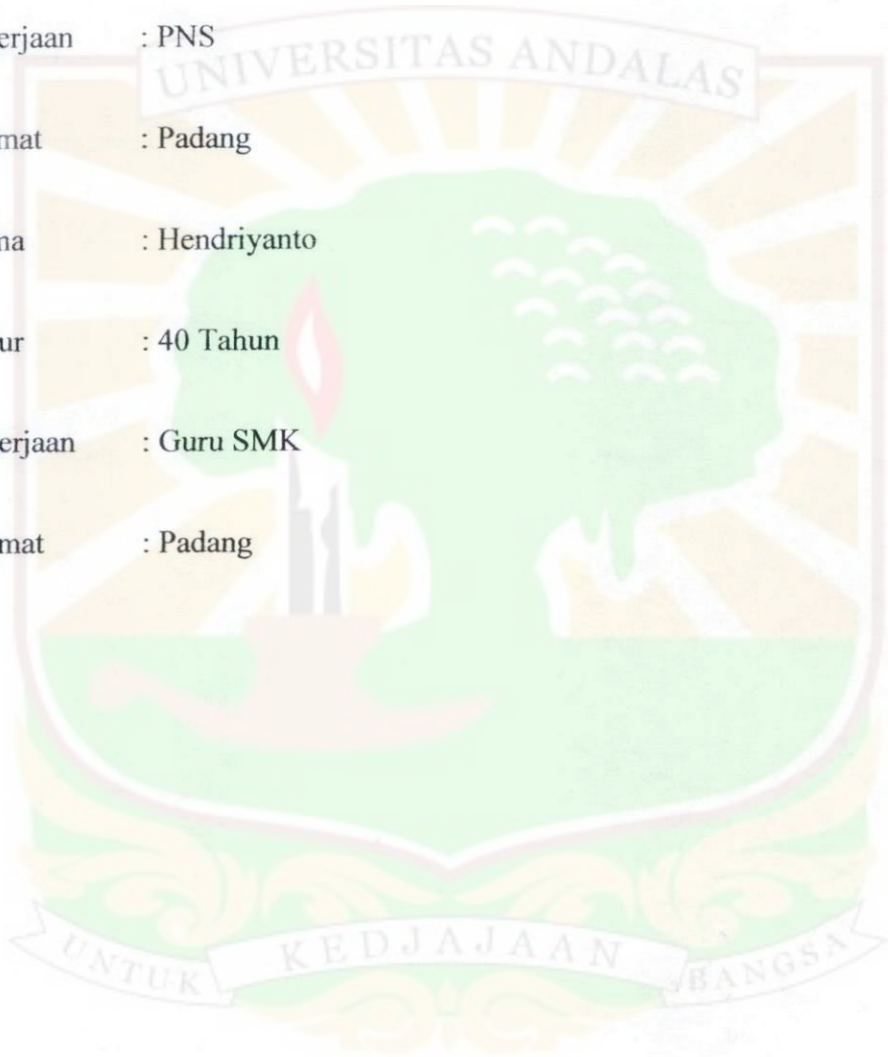 erjaan : PNS
UNIVERSITAS ANDALAS
mat : Padang
na : Hendriyanto
ur : 40 Tahun
erjaan : Guru SMK
mat : Padang
UNTUK KEDJAJAAN BANGSA